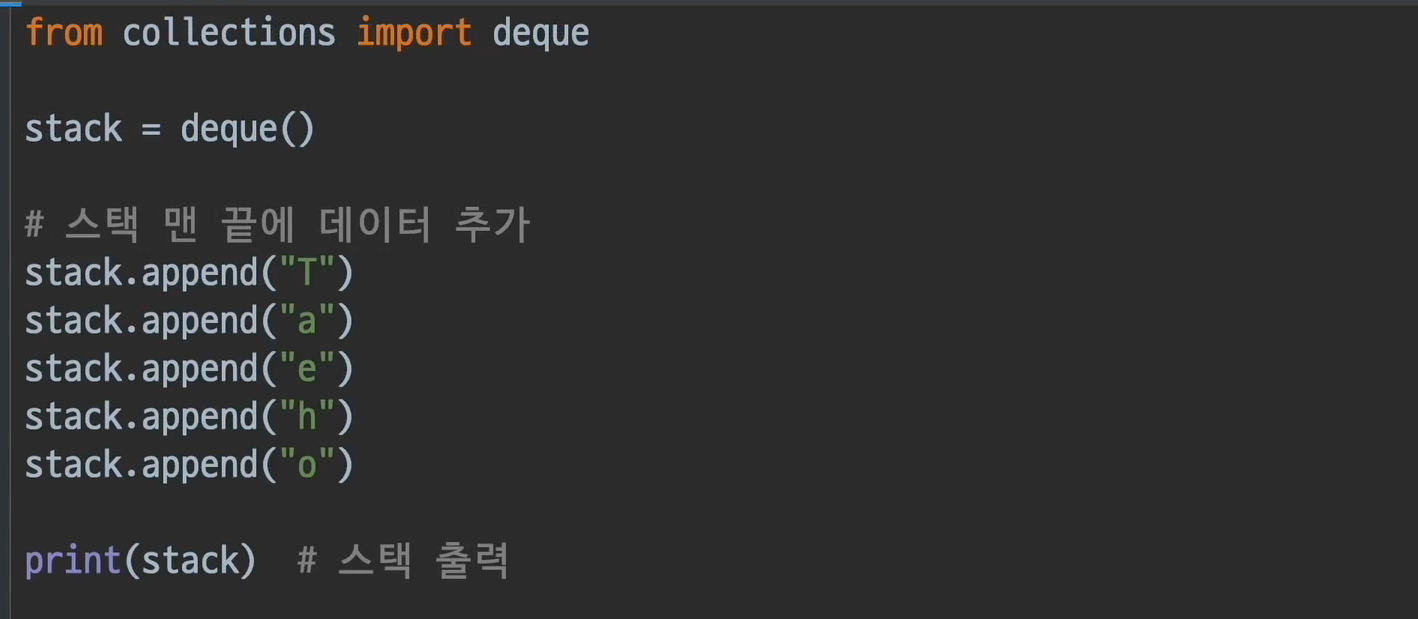 from collections import deque
stack = deque()
# 스택 맨 끝에 데이터 추가
stack.append("T")
stack.append("a")
stack.append("e")
stack.append("h")
stack.append("o")
print(stack)  # 스택 출력